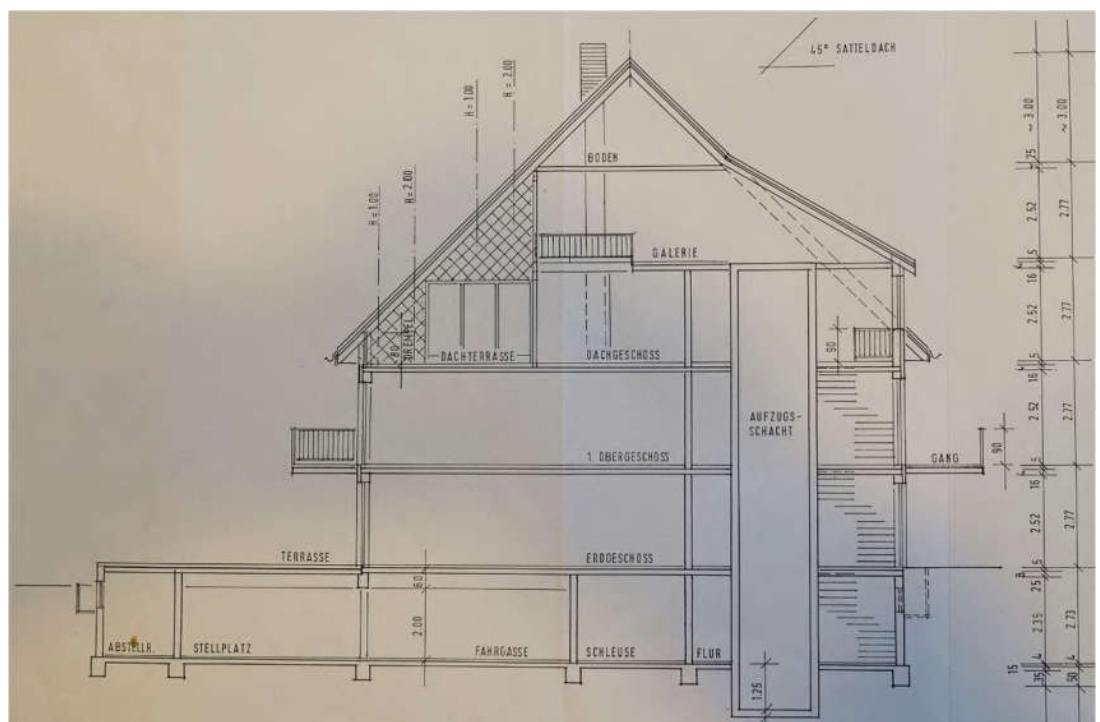 45° SATTELDACH
H = 2.00
H = 1.00
H = 2.00
H = 1.00
BODEN
GALERIE
80
DREMPEL
DACHTERRASSE
DACHGESCHOSS
90
AUFZUGS-
SCHACHT
1. OBERGESCHOSS
GANG
90
TERRASSE
ERDGESCHOSS
60
2.00
ABSTELLR.
STELLPLATZ
FAHRGASSE
SCHLEUSE
FLUR
1.25
~ 3.00
~ 3.00
25
2.52
2.77
5
16
2.52
2.77
5
16
2.52
2.77
5
16
2.52
2.77
5
25
2.35
2.73
4
4
15
35
50